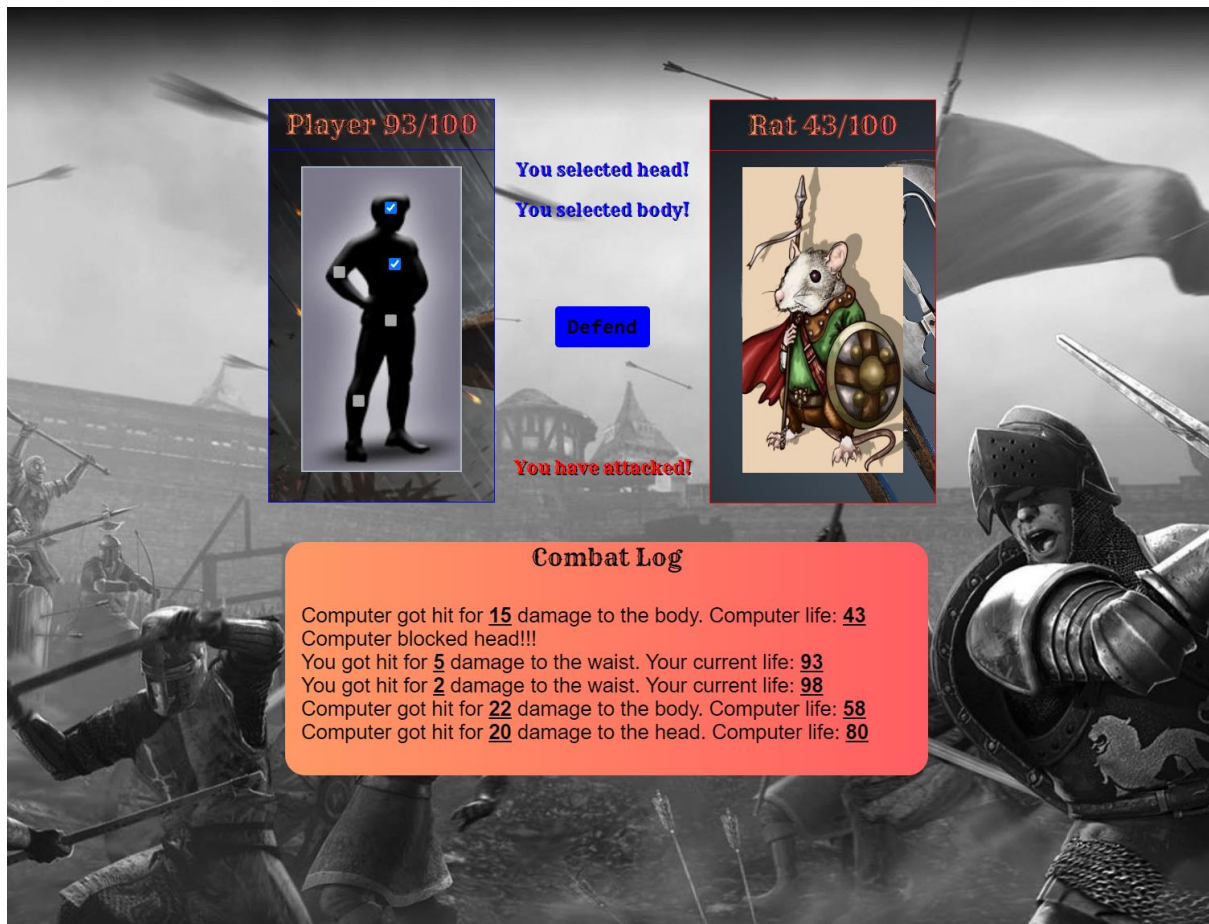 Player 93/100
Rat 43/100
You selected head!
You selected body!
Defend
You have attacked!
Combat Log
Computer got hit for 15 damage to the body. Computer life: 43
Computer blocked head!!!
You got hit for 5 damage to the waist. Your current life: 93
You got hit for 2 damage to the waist. Your current life: 98
Computer got hit for 22 damage to the body. Computer life: 58
Computer got hit for 20 damage to the head. Computer life: 80